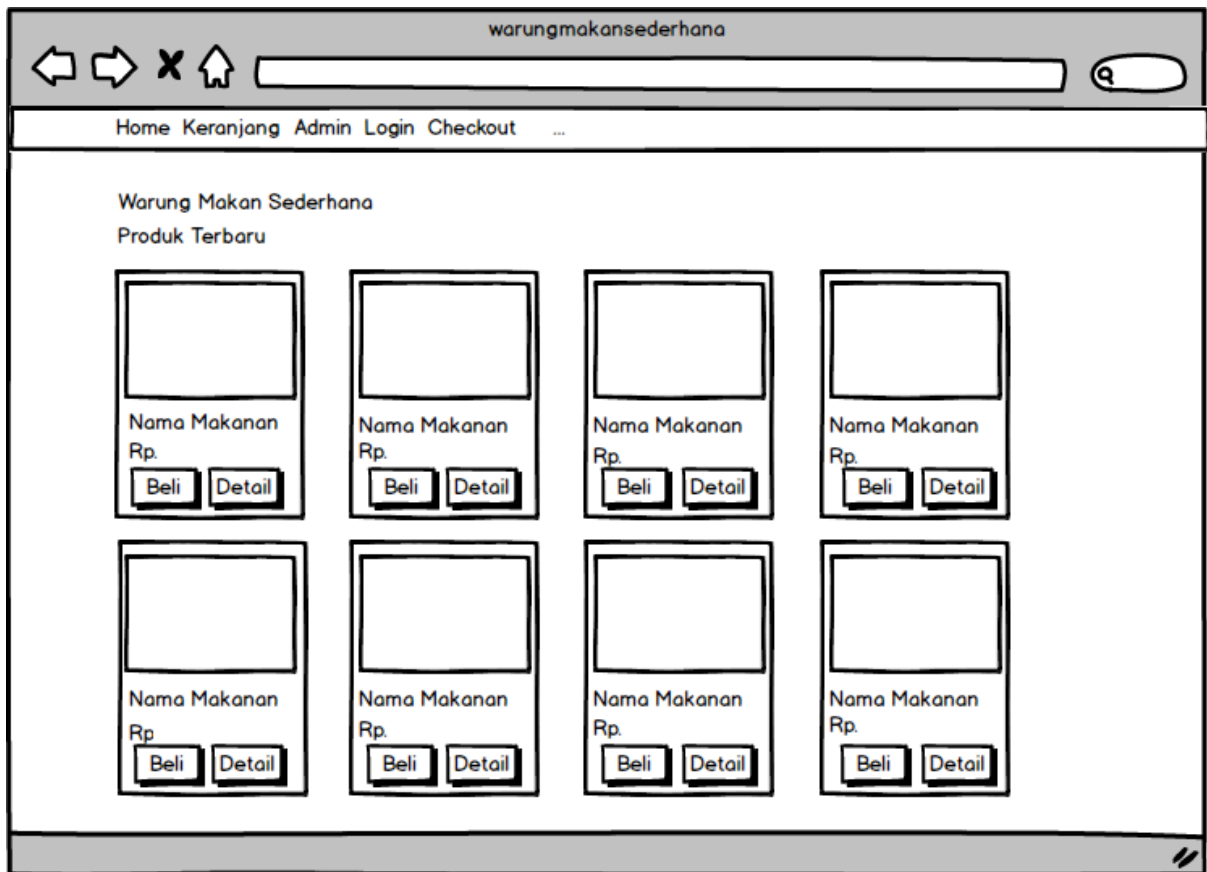 warungmakansederhana
Home Keranjang Admin Login Checkout ...
Warung Makan Sederhana
Produk Terbaru
Nama Makanan
Rp.
Beli Detail
Nama Makanan
Rp.
Beli Detail
Nama Makanan
Rp.
Beli Detail
Nama Makanan
Rp.
Beli Detail
Nama Makanan
Rp
Beli Detail
Nama Makanan
Rp.
Beli Detail
Nama Makanan
Rp.
Beli Detail
Nama Makanan
Rp.
Beli Detail